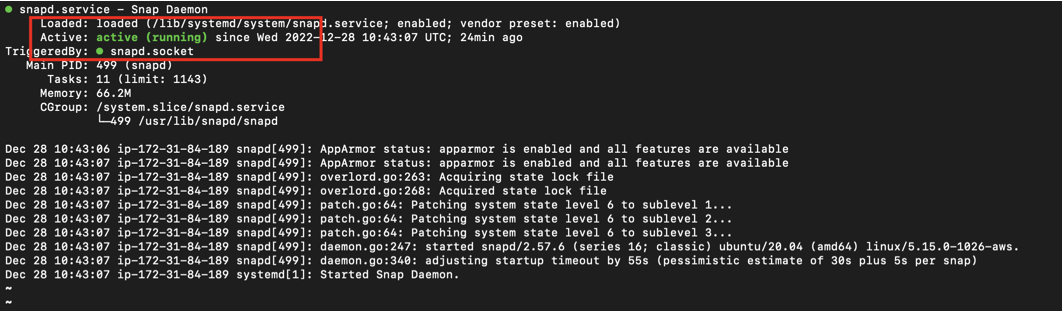 ● snapd.service - Snap Daemon
Loaded: loaded (/lib/systemd/system/snapd.service; enabled; vendor preset: enabled)
Active: active (running) since Wed 2022-12-28 10:43:07 UTC; 24min ago
TriggeredBy: ● snapd.socket
Main PID: 499 (snapd)
Tasks: 11 (limit: 1143)
Memory: 66.2M
CGroup: /system.slice/snapd.service
└─499 /usr/lib/snapd/snapd
Dec 28 10:43:06 ip-172-31-84-189 snapd[499]: AppArmor status: apparmor is enabled and all features are available
Dec 28 10:43:07 ip-172-31-84-189 snapd[499]: AppArmor status: apparmor is enabled and all features are available
Dec 28 10:43:07 ip-172-31-84-189 snapd[499]: overlord.go:263: Acquiring state lock file
Dec 28 10:43:07 ip-172-31-84-189 snapd[499]: overlord.go:268: Acquired state lock file
Dec 28 10:43:07 ip-172-31-84-189 snapd[499]: patch.go:64: Patching system state level 6 to sublevel 1...
Dec 28 10:43:07 ip-172-31-84-189 snapd[499]: patch.go:64: Patching system state level 6 to sublevel 2...
Dec 28 10:43:07 ip-172-31-84-189 snapd[499]: patch.go:64: Patching system state level 6 to sublevel 3...
Dec 28 10:43:07 ip-172-31-84-189 snapd[499]: daemon.go:247: started snapd/2.57.6 (series 16; classic) ubuntu/20.04 (amd64) linux/5.15.0-1026-aws.
Dec 28 10:43:07 ip-172-31-84-189 snapd[499]: daemon.go:340: adjusting startup timeout by 55s (pessimistic estimate of 30s plus 5s per snap)
Dec 28 10:43:07 ip-172-31-84-189 systemd[1]: Started Snap Daemon.
~
~